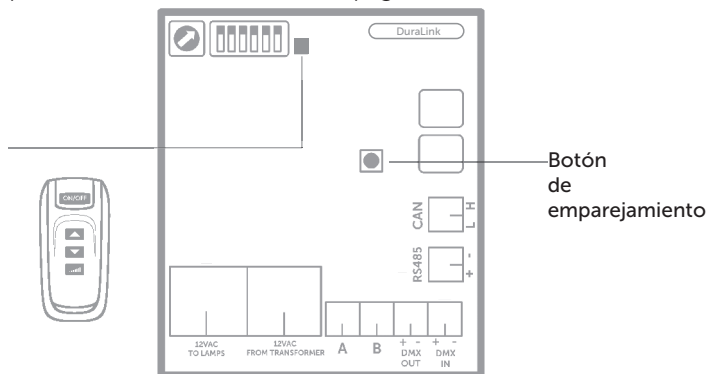 DuraLink
Botón
de
emparejamiento
ON/OFF
CAN
H
L
RS485
-
+
12VAC
TO LAMPS
12VAC
FROM TRANSFORMER
A
B
+ -
DMX
OUT
+ -
DMX
IN